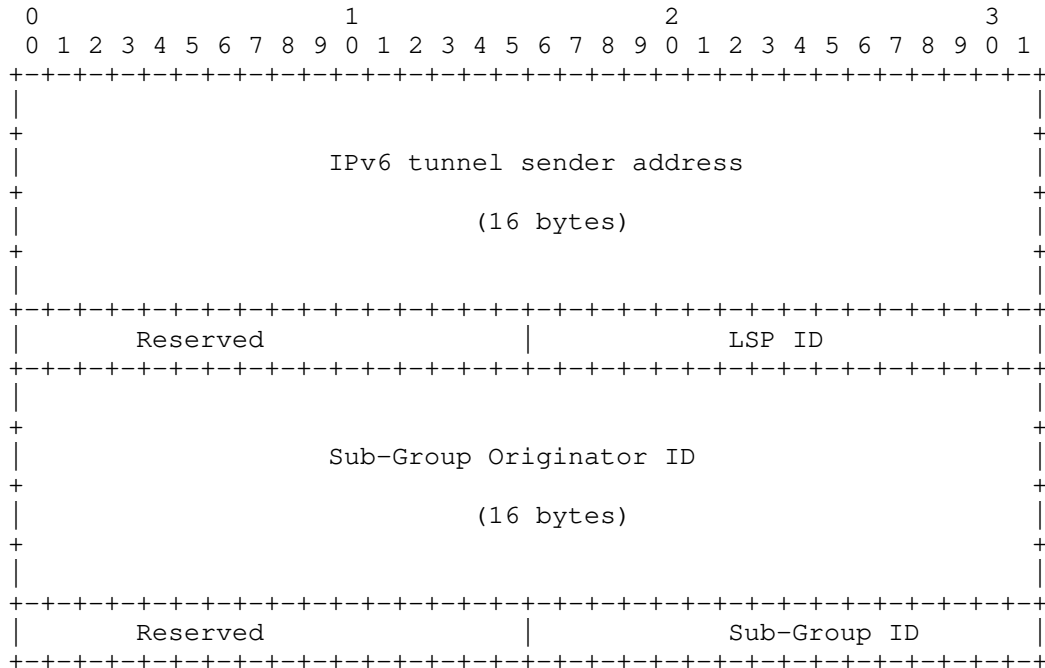 0 1 2 3
0 1 2 3 4 5 6 7 8 9 0 1 2 3 4 5 6 7 8 9 0 1 2 3 4 5 6 7 8 9 0 1
+-+-+-+-+-+-+-+-+-+-+-+-+-+-+-+-+-+-+-+-+-+-+-+-+-+-+-+-+-+-+-+-+
| |
+ +
| IPv6 tunnel sender address |
+ +
| (16 bytes) |
+ +
| |
+-+-+-+-+-+-+-+-+-+-+-+-+-+-+-+-+-+-+-+-+-+-+-+-+-+-+-+-+-+-+-+-+
| Reserved | LSP ID |
+-+-+-+-+-+-+-+-+-+-+-+-+-+-+-+-+-+-+-+-+-+-+-+-+-+-+-+-+-+-+-+-+
| |
+ +
| Sub-Group Originator ID |
+ +
| (16 bytes) |
+ +
| |
+-+-+-+-+-+-+-+-+-+-+-+-+-+-+-+-+-+-+-+-+-+-+-+-+-+-+-+-+-+-+-+-+
| Reserved | Sub-Group ID |
+-+-+-+-+-+-+-+-+-+-+-+-+-+-+-+-+-+-+-+-+-+-+-+-+-+-+-+-+-+-+-+-+